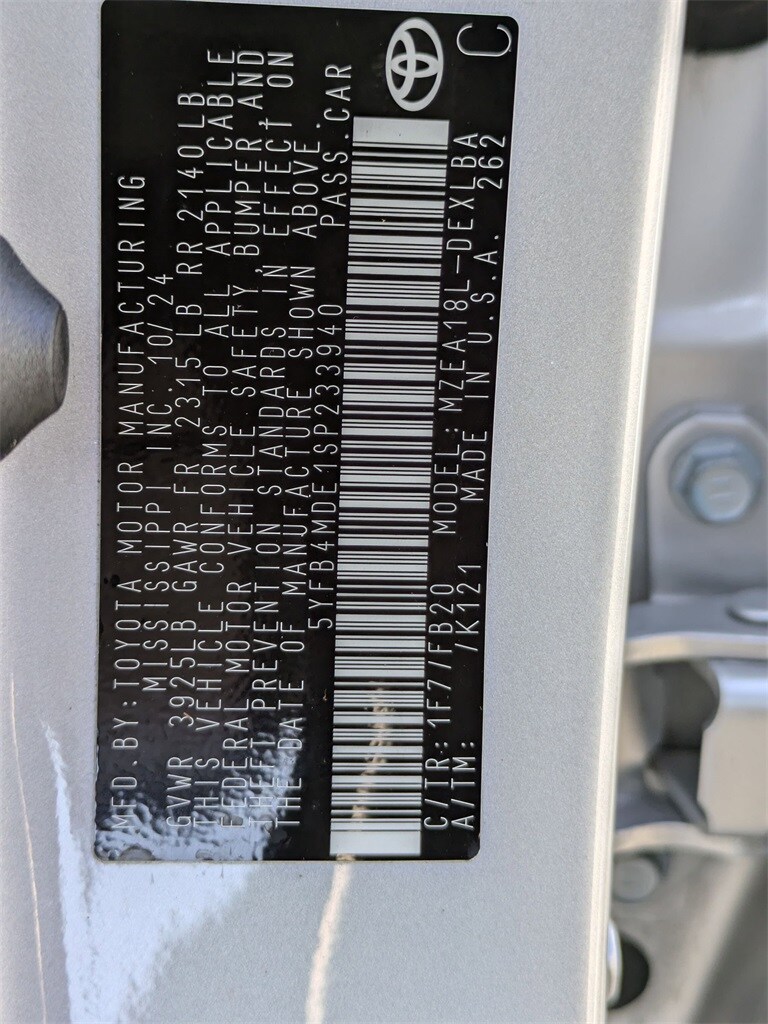 MFD.BY:TOYOTA MOTOR MANUFACTURING
MISSISSIPPI INC. 10/24
GVWR 3925LB GAWR FR 2315 LB RR 2140LB
THIS VEHICLE CONFORMS TO ALL APPLICABLE
FEDERAL MOTOR VEHICLE SAFETY, BUMPER,AND
THEFT PREVENTION STANDARDS IN EFFECT ON
THE DATE OF MANUFACTURE SHOWN ABOVE.
5YFB4MDE1SP233940 PASS.CAR
C/TR:1F7/FB20 MODEL:MZEA18L-DEXLBA
A/TM: /K121 MADE IN U.S.A. 262
C